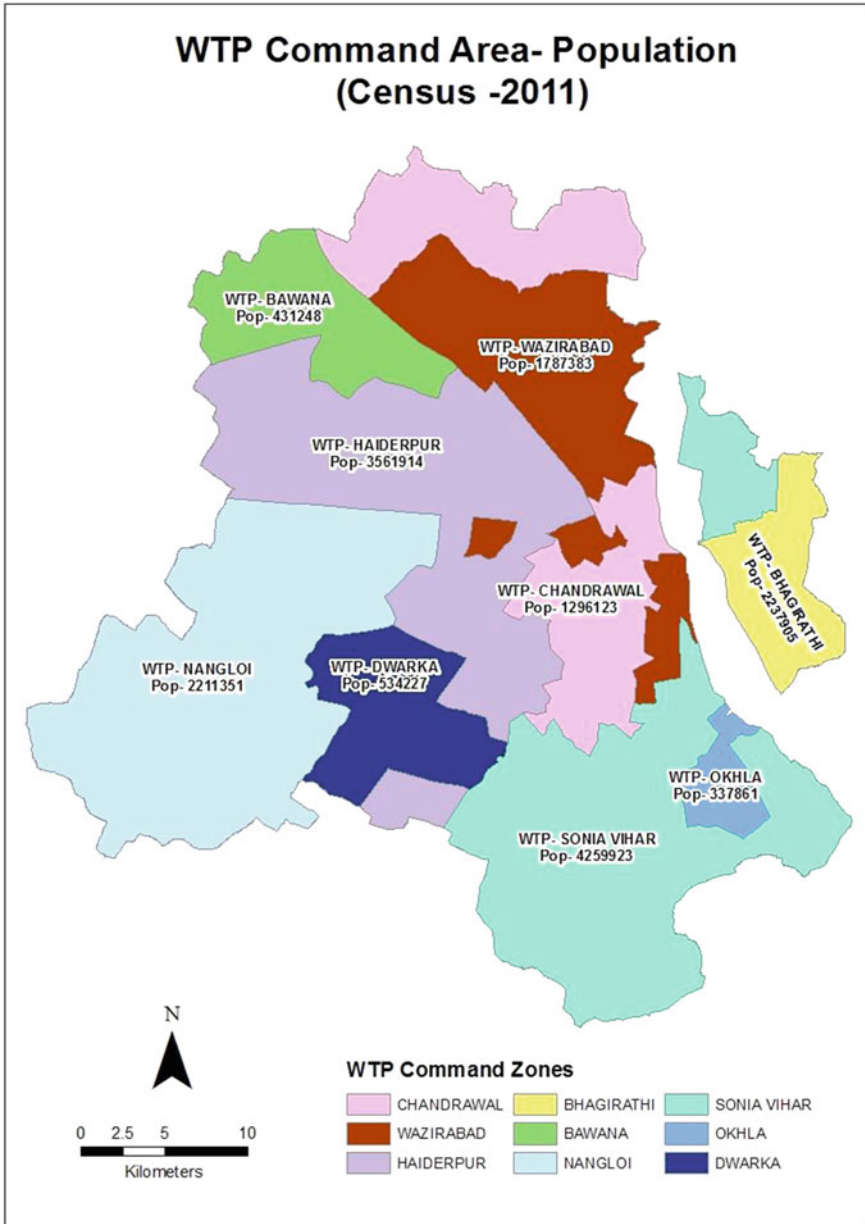 WTP Command Area- Population
(Census -2011)
WTP- BAWANA
Pop- 431248
WTP- WAZIRABAD
Pop- 1787383
WTP- HAIDERPUR
Pop- 3561914
WTP- BHAGIRATHI
Pop- 2237905
WTP- CHANDRAWAL
Pop- 1296123
WTP- NANGLOI
Pop- 2211351
WTP- DWARKA
Pop- 534227
WTP- OKHLA
Pop- 337861
WTP- SONIA VIHAR
Pop- 4259923
N
0 2.5 5 10
Kilometers
WTP Command Zones
CHANDRAWAL BHAGIRATHI SONIA VIHAR
WAZIRABAD BAWANA OKHLA
HAIDERPUR NANGLOI DWARKA